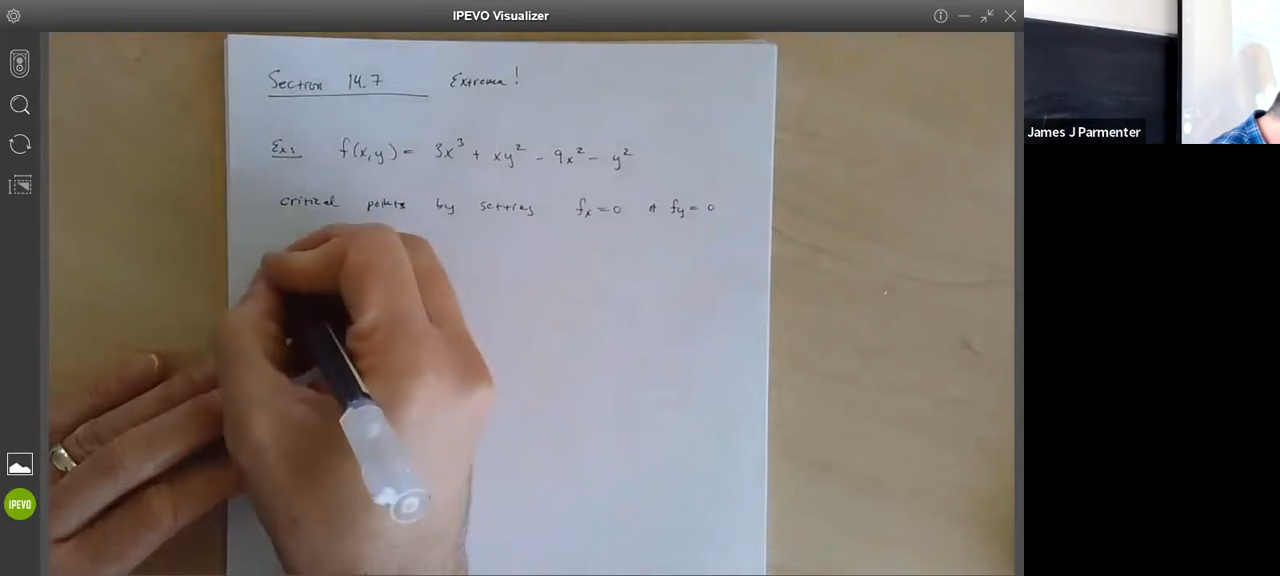 IPEVO Visualizer
Section 14.7 Extrema!
Ex1 f(x,y) = 3x³ + xy² - 9x² - y²
critical points by setting fx=0 & fy=0
James J Parmenter
IPEVO